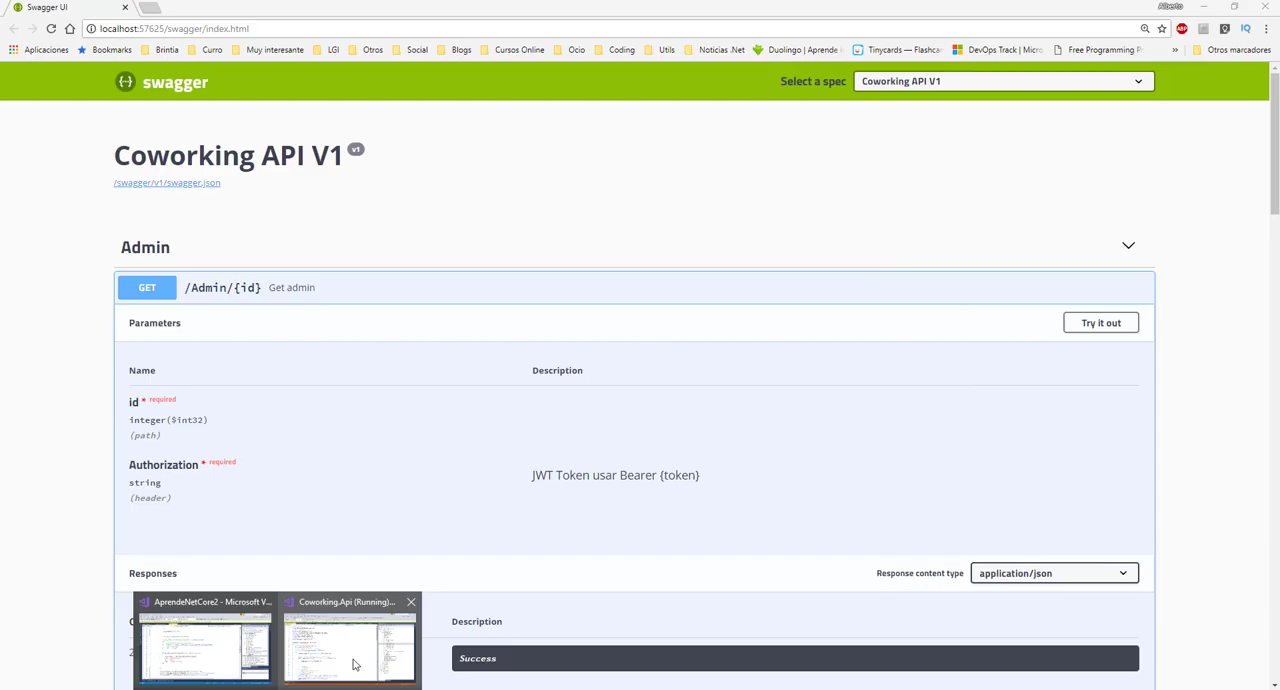 Swagger UI
Alberto
localhost:57625/swagger/index.html
Aplicaciones Bookmarks Brintia Curro Muy interesante LGI Otros Social Blogs Cursos Online Ocio Coding Utils Noticias .Net Duolingo | Aprende i Tinycards — Flashca DevOps Track | Micro Free Programming P » Otros marcadores
swagger
Select a spec Coworking API V1
Coworking API V1 v1
/swagger/v1/swagger.json
Admin
GET /Admin/{id} Get admin
Parameters Try it out
Name Description
id * required
integer($int32)
(path)
Authorization * required
string
(header)
JWT Token usar Bearer {token}
Responses Response content type application/json
AprendeNetCore2 - Microsoft V... Coworking.Api (Running)...
Description
Success